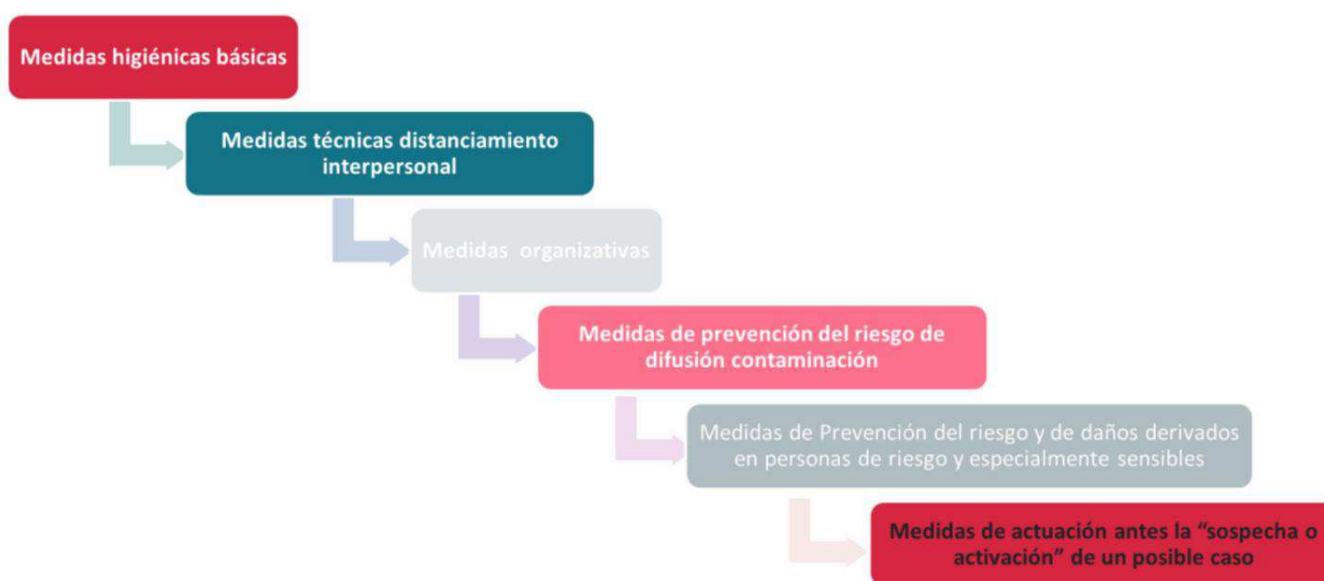 Medidas higiénicas básicas
Medidas técnicas distanciamiento
interpersonal
Medidas organizativas
Medidas de prevención del riesgo de
difusión contaminación
Medidas de Prevención del riesgo y de daños derivados
en personas de riesgo y especialmente sensibles
Medidas de actuación antes la “sospecha o
activación” de un posible caso